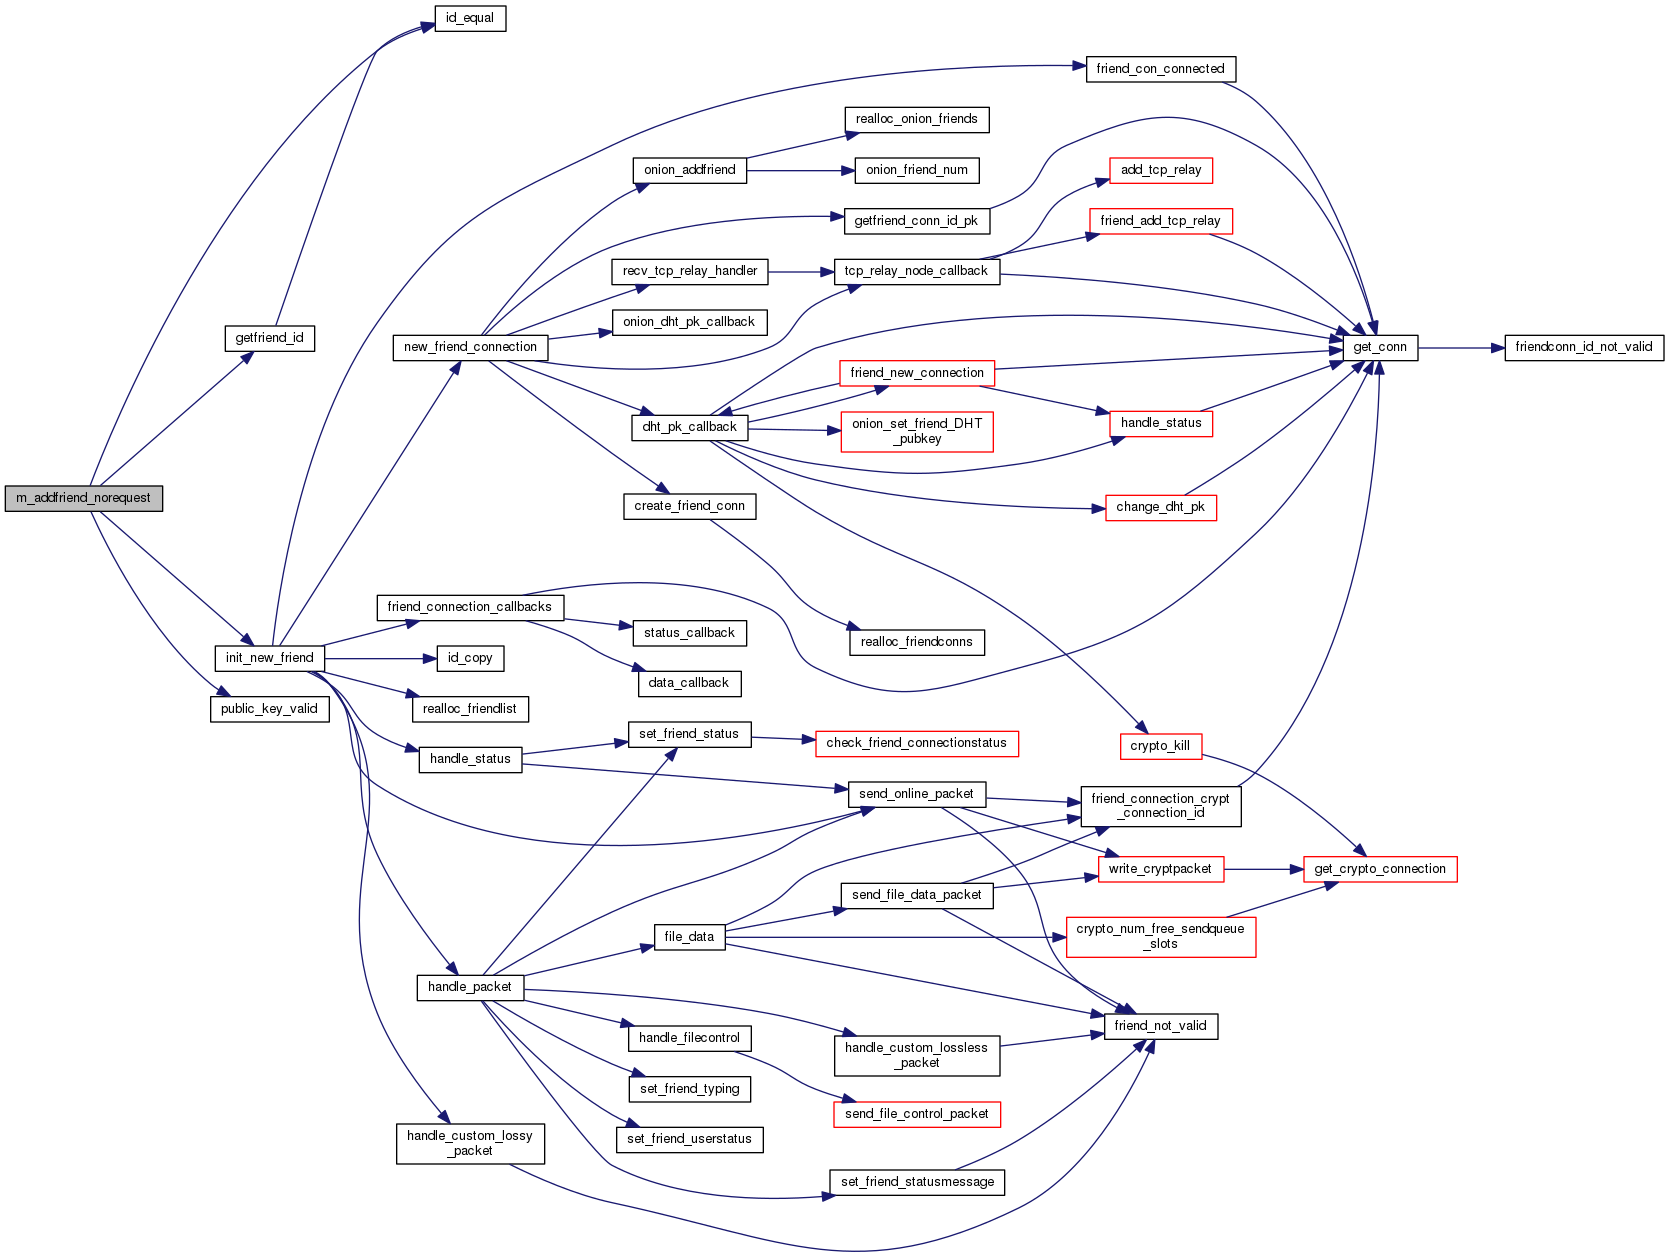 id_equal
friend_con_connected
realloc_onion_friends
onion_addfriend
onion_friend_num
add_tcp_relay
getfriend_conn_id_pk
friend_add_tcp_relay
recv_tcp_relay_handler
tcp_relay_node_callback
onion_dht_pk_callback
getfriend_id
new_friend_connection
get_conn
friendconn_id_not_valid
friend_new_connection
dht_pk_callback
onion_set_friend_DHT
_pubkey
handle_status
m_addfriend_norequest
create_friend_conn
change_dht_pk
friend_connection_callbacks
status_callback
realloc_friendconns
init_new_friend
id_copy
data_callback
public_key_valid
realloc_friendlist
set_friend_status
check_friend_connectionstatus
crypto_kill
handle_status
send_online_packet
friend_connection_crypt
_connection_id
write_cryptpacket
get_crypto_connection
send_file_data_packet
file_data
crypto_num_free_sendqueue
_slots
handle_packet
friend_not_valid
handle_filecontrol
handle_custom_lossless
_packet
set_friend_typing
send_file_control_packet
handle_custom_lossy
_packet
set_friend_userstatus
set_friend_statusmessage